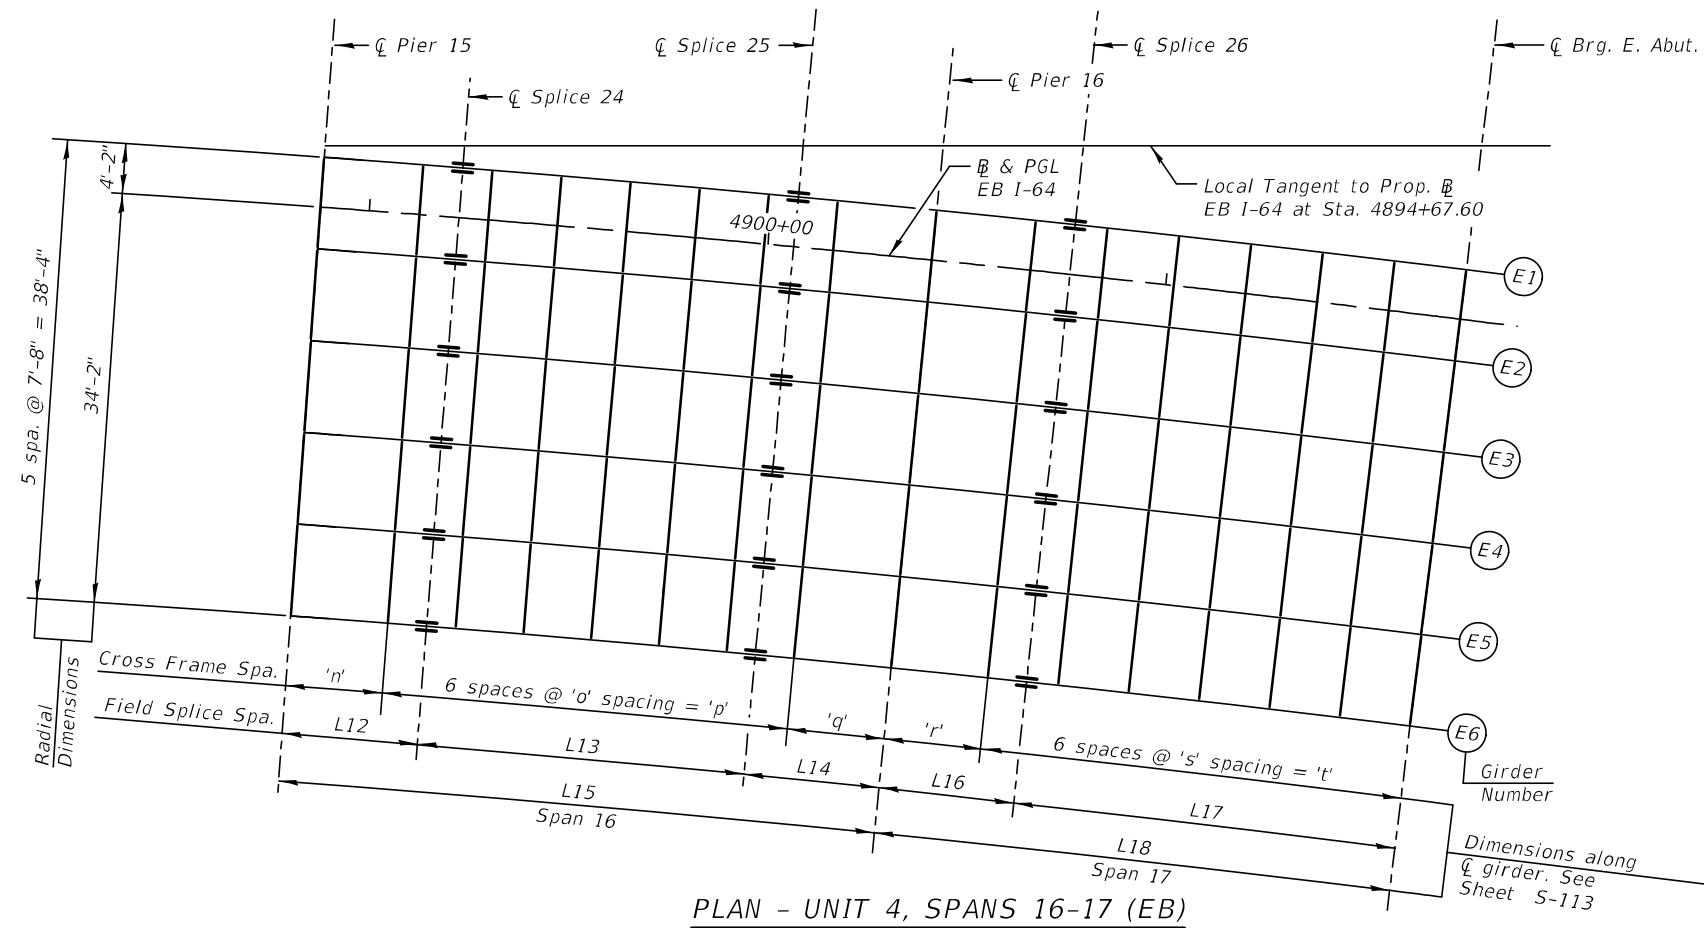 ℄ Pier 15
℄ Splice 25
℄ Splice 26
℄ Brg. E. Abut.
℄ Splice 24
℄ Pier 16
4'-2"
B & PGL
EB I-64
Local Tangent to Prop. B
EB I-64 at Sta. 4894+67.60
4900+00
E1
E2
E3
E4
E5
E6
5 spa. @ 7'-8" = 38'-4"
34'-2"
Radial
Dimensions
Cross Frame Spa.
'n'
6 spaces @ 'o' spacing = 'p'
'q'
'r'
6 spaces @ 's' spacing = 't'
Field Splice Spa.
L12
L13
L14
L16
L17
L15
Span 16
L18
Span 17
Girder
Number
Dimensions along
℄ girder. See
Sheet S-113
PLAN - UNIT 4, SPANS 16-17 (EB)